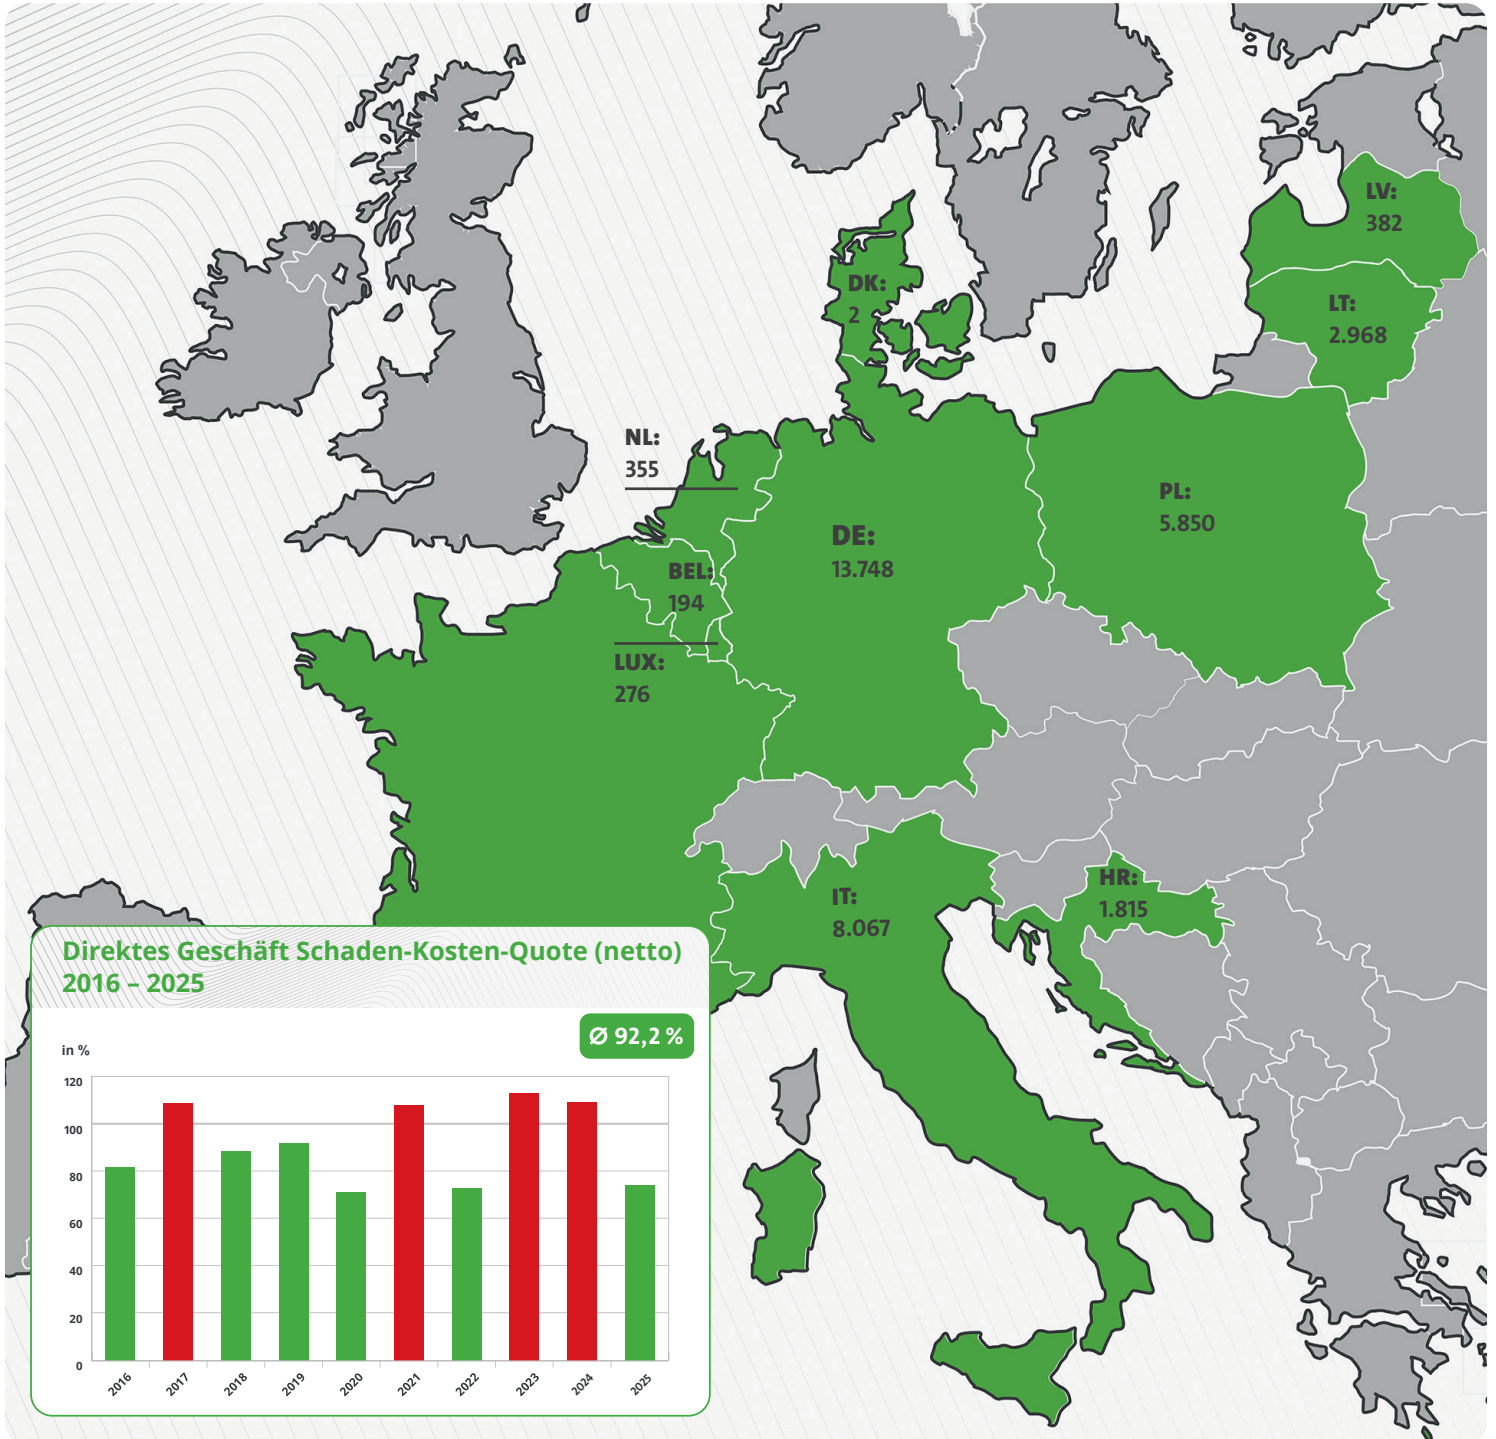 LV:
382
DK:
2
LT:
2.968
NL:
355
PL:
5.850
DE:
13.748
BEL:
194
LUX:
276
HR:
1.815
IT:
8.067
Direktes Geschäft Schaden-Kosten-Quote (netto)
2016 – 2025
Ø 92,2 %
in %
120
100
80
60
40
20
0
2016
2017
2018
2019
2020
2021
2022
2023
2024
2025